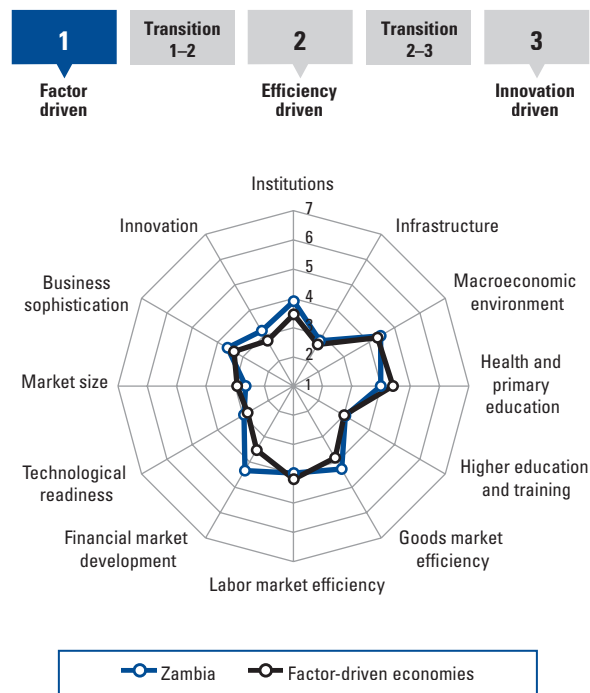 1
Transition
1–2
2
Transition
2–3
3
Factor
driven
Efficiency
driven
Innovation
driven
Institutions
7
6
5
4
3
2
1
Innovation
Infrastructure
Business
sophistication
Macroeconomic
environment
Market size
Health and
primary
education
Technological
readiness
Higher education
and training
Financial market
development
Goods market
efficiency
Labor market efficiency
Zambia
Factor-driven economies